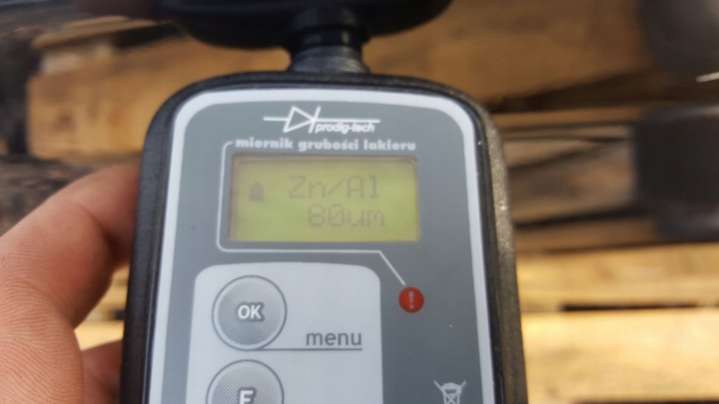 prodig-tech
miernik grubości lakieru
Zn/Al
80um
OK
menu
F